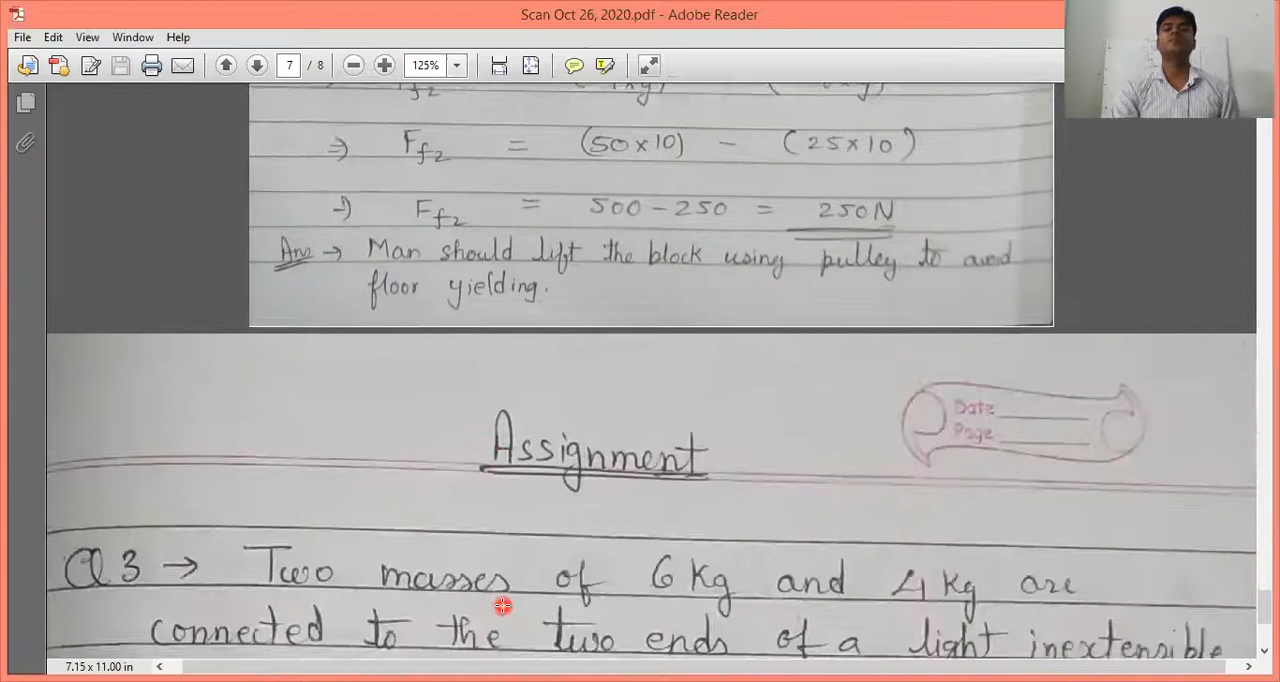 Scan Oct 26, 2020.pdf - Adobe Reader
File Edit View Window Help
7 / 8 125%
⇒ Ff2 = (50×10) - (25×10)
⇒ Ff2 = 500 - 250 = 250N
Ans → Man should lift the block using pulley to avoid
floor yielding.
Date
Page
Assignment
Q3 → Two masses of 6 Kg and 4 Kg are
connected to the two ends of a light inextensible
7.15 x 11.00 in